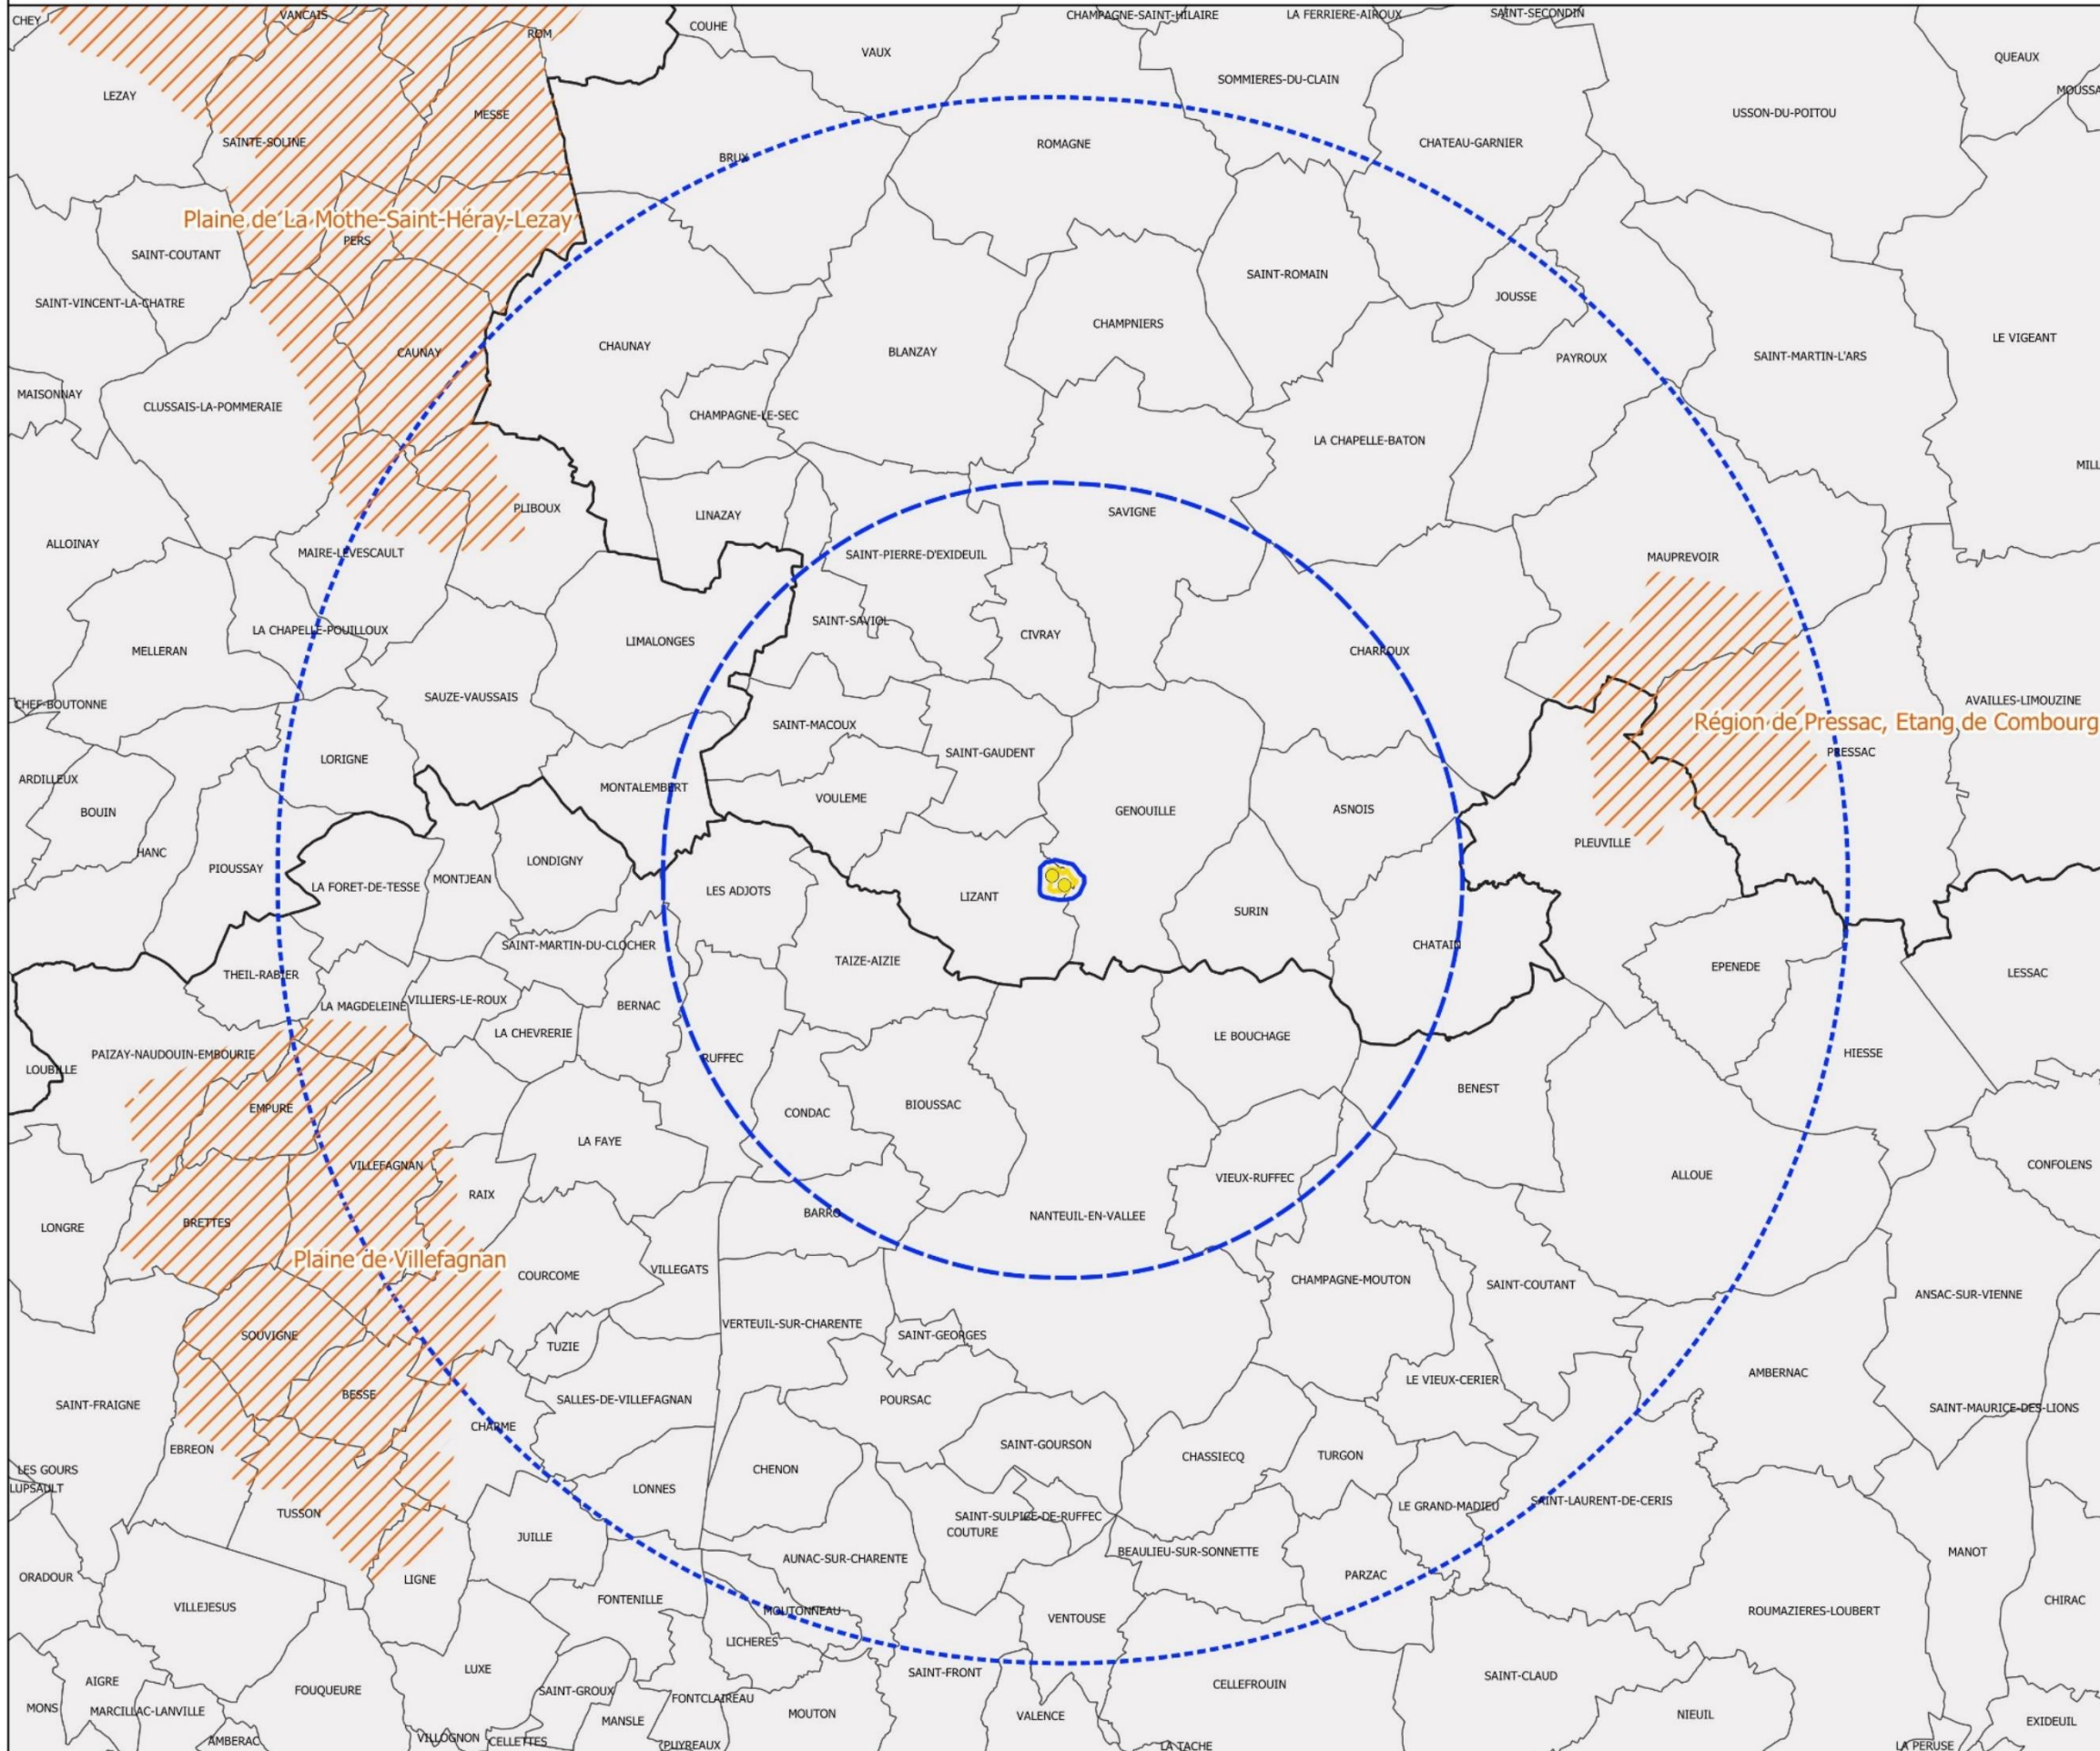 CHEY
VANCAIS
ROM
COUHE
CHAMPAGNE-SAINT-HILAIRE
LA FERRIERE-AIROUX
SAINT-SECONDIN
VAUX
QUEAUX
SOMMIERES-DU-CLAIN
LEZAY
MOUSSA
MESSE
USSON-DU-POITOU
SAINTE-SOLINE
ROMAGNE
CHATEAU-GARNIER
BRUX
Plaine de La Mothe-Saint-Héray-Lezay
PERS
SAINT-COUTANT
SAINT-ROMAIN
SAINT-VINCENT-LA-CHATRE
JOUSSE
CHAMPNIERS
LE VIGEANT
CHAUNAY
CAUNAY
BLANZAY
PAYROUX
SAINT-MARTIN-L'ARS
MAISONNAY
CLUSSAIS-LA-POMMERAIE
CHAMPAGNE-LE-SEC
LA CHAPELLE-BATON
MILL
PLIBOUX
LINAZAY
SAVIGNE
ALLOINAY
MAIRE-LEVESCAULT
SAINT-PIERRE-D'EXIDEUIL
MAUPREVOIR
SAINT-SAVIOL
LA CHAPELLE-POUILLOUX
CIVRAY
LIMALONGES
MELLERAN
CHARROUX
SAUZE-VAUSSAIS
CHEF-BOUTONNE
AVAILLES-LIMOUZINE
Région de Pressac, Etang de Combourg
SAINT-MACOUX
SAINT-GAUDENT
PRESSAC
LORIGNE
ARDILLEUX
MONTALEMBERT
VOULEME
BOUIN
GENOUILLE
ASNOIS
HANC
PLEUVILLE
PIOUSSAY
LONDIGNY
LA FORET-DE-TESSE
MONTJEAN
LES ADJOTS
LIZANT
SURIN
SAINT-MARTIN-DU-CLOCHER
CHATAIN
TAIZE-AIZIE
EPENEDE
THEIL-RABIER
LESSAC
LA MAGDELEINE
VILLIERS-LE-ROUX
BERNAC
LA CHEVRERIE
LE BOUCHAGE
PAIZAY-NAUDOUIN-EMBOURIE
RUFFEC
HIESSE
LOUBILLE
BENEST
EMPURE
CONDAC
BIOUSSAC
LA FAYE
VILLEFAGNAN
CONFOLENS
RAIX
VIEUX-RUFFEC
ALLOUE
BRETTES
BARRO
NANTEUIL-EN-VALLEE
LONGRE
Plaine de Villefagnan
VILLEGATS
COURCOME
CHAMPAGNE-MOUTON
SAINT-COUTANT
ANSAC-SUR-VIENNE
VERTEUIL-SUR-CHARENTE
SOUVIGNE
SAINT-GEORGES
TUZIE
AMBERNAC
BESSE
LE VIEUX-CERIER
SALLES-DE-VILLEFAGNAN
POURSAC
SAINT-FRAIGNE
SAINT-MAURICE-DES-LIONS
CHARME
EBREON
SAINT-GOURSON
CHASSIECQ
TURGON
LES GOURS
CHENON
LUPSAULT
LONNES
SAINT-LAURENT-DE-CERIS
LE GRAND-MADIEU
TUSSON
SAINT-SULPICE-DE-RUFFEC
COUTURE
JUILLE
BEAULIEU-SUR-SONNETTE
MANOT
AUNAC-SUR-CHARENTE
ORADOUR
LIGNE
PARZAC
FONTENILLE
CHIRAC
VILLEJESUS
MOUTONNEAU
VENTOUSE
ROUMAZIERES-LOUBERT
LICHERES
LUXE
SAINT-FRONT
SAINT-CLAUD
AIGRE
CELLEFROUIN
FOUQUEURE
SAINT-GROUX
FONTCLAIREAU
MONS
MARCILLAC-LANVILLE
MOUTON
VALENCE
NIEUIL
MANSLE
EXIDEUIL
VILLOGNON
AMBERAC
CELLETTES
PUYREAUX
LA TACHE
LA PERUSE